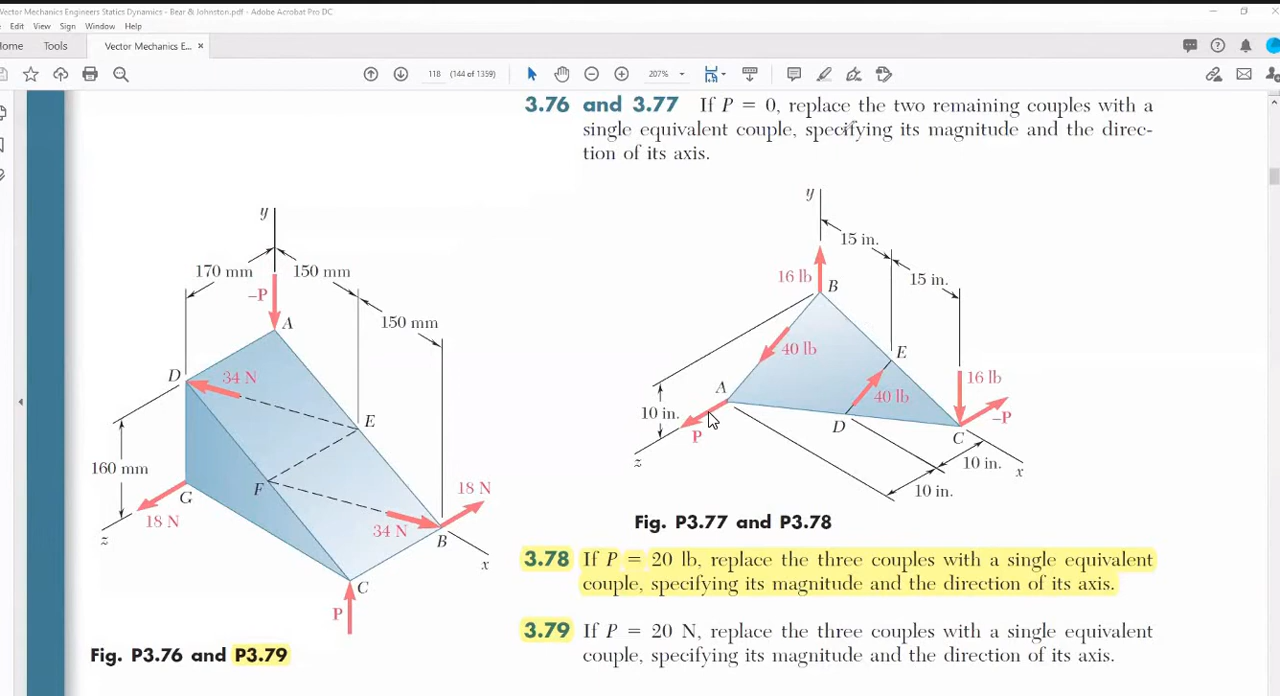 Vector Mechanics Engineers Statics Dynamics - Bear & Johnston.pdf - Adobe Acrobat Pro DC
Edit View Sign Window Help
Home Tools Vector Mechanics E... ×
118 (144 of 1359) 207%
3.76 and 3.77 If P = 0, replace the two remaining couples with a
single equivalent couple, specifying its magnitude and the direc-
tion of its axis.
y
170 mm
150 mm
–P
A
150 mm
D
34 N
E
160 mm
G
F
18 N
18 N
34 N
z
B
x
C
P
Fig. P3.76 and P3.79
y
15 in.
16 lb
B
15 in.
40 lb
E
A
16 lb
40 lb
10 in.
–P
P
D
C
z
10 in.
x
10 in.
Fig. P3.77 and P3.78
3.78 If P = 20 lb, replace the three couples with a single equivalent
couple, specifying its magnitude and the direction of its axis.
3.79 If P = 20 N, replace the three couples with a single equivalent
couple, specifying its magnitude and the direction of its axis.